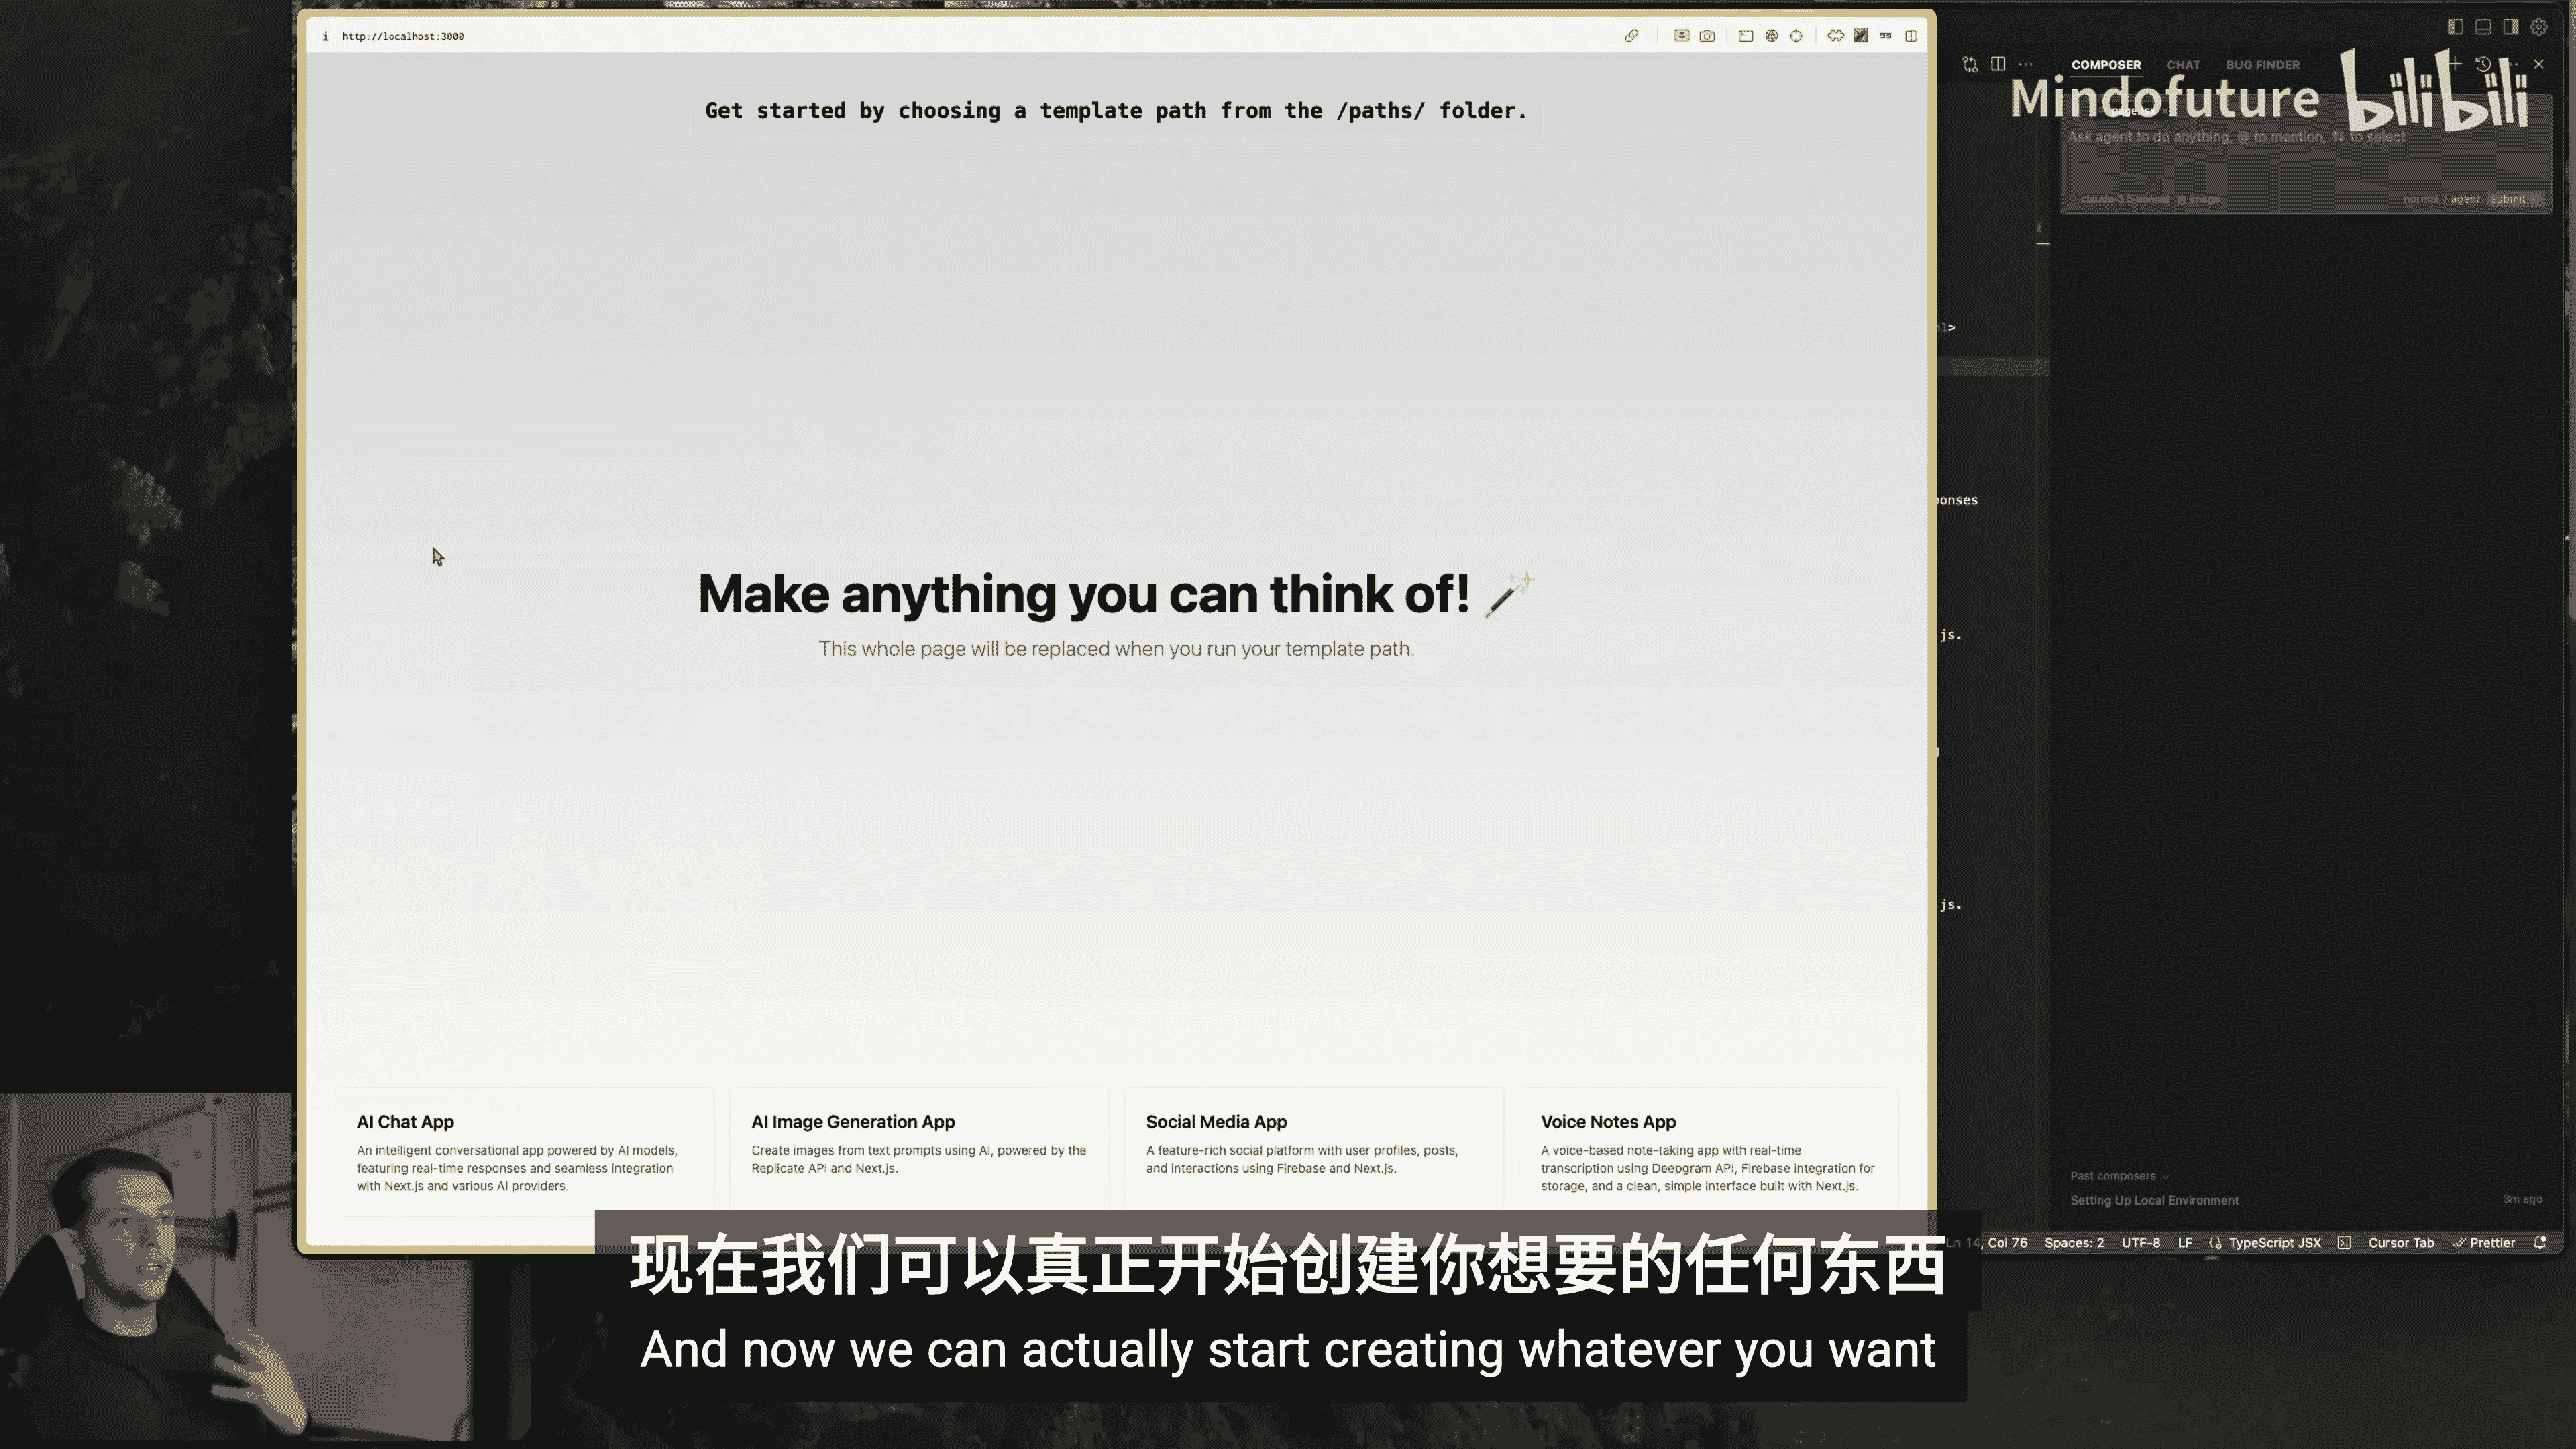 http://localhost:3000
COMPOSER CHAT BUG FINDER
Mindofuture bilibili
page.tsx
Ask agent to do anything, @ to mention, ⇅ to select
claude-3.5-sonnet image normal / agent submit
Get started by choosing a template path from the /paths/ folder.
Make anything you can think of!
This whole page will be replaced when you run your template path.
onses
js.
js.
AI Chat App
An intelligent conversational app powered by AI models,
featuring real-time responses and seamless integration
with Next.js and various AI providers.
AI Image Generation App
Create images from text prompts using AI, powered by the
Replicate API and Next.js.
Social Media App
A feature-rich social platform with user profiles, posts,
and interactions using Firebase and Next.js.
Voice Notes App
A voice-based note-taking app with real-time
transcription using Deepgram API, Firebase integration for
storage, and a clean, simple interface built with Next.js.
Past composers
Setting Up Local Environment 3m ago
Ln 14, Col 76 Spaces: 2 UTF-8 LF TypeScript JSX Cursor Tab Prettier
现在我们可以真正开始创建你想要的任何东西
And now we can actually start creating whatever you want